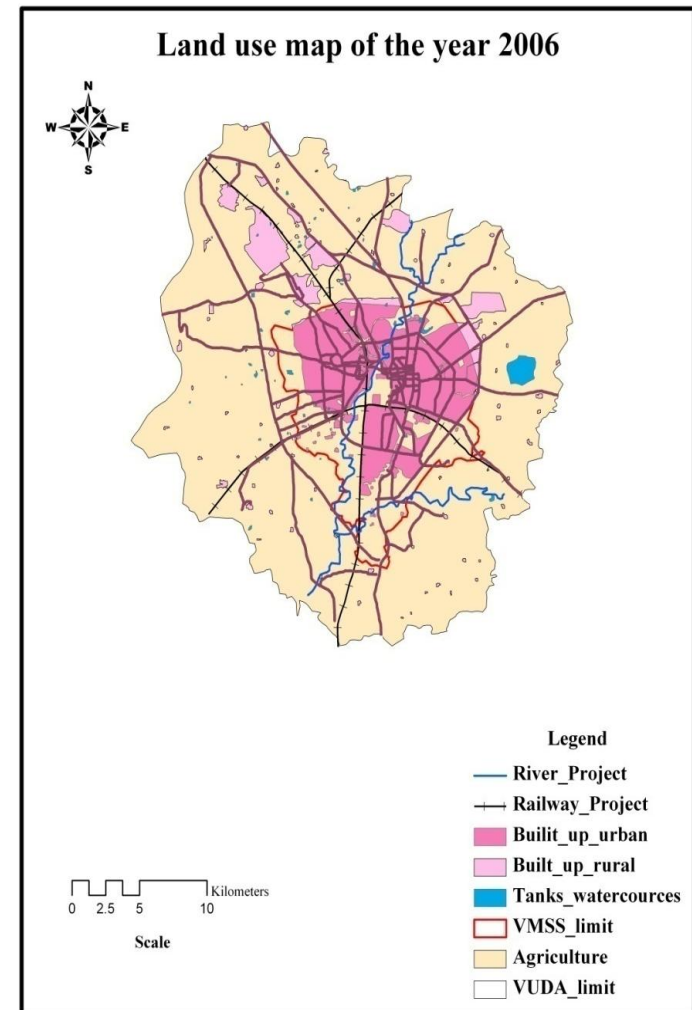 Land use map of the year 2006
N
W E
S
Legend
River_Project
Railway_Project
Builit_up_urban
Built_up_rural
Tanks_watercources
VMSS_limit
Agriculture
VUDA_limit
Kilometers
0 2.5 5 10
Scale